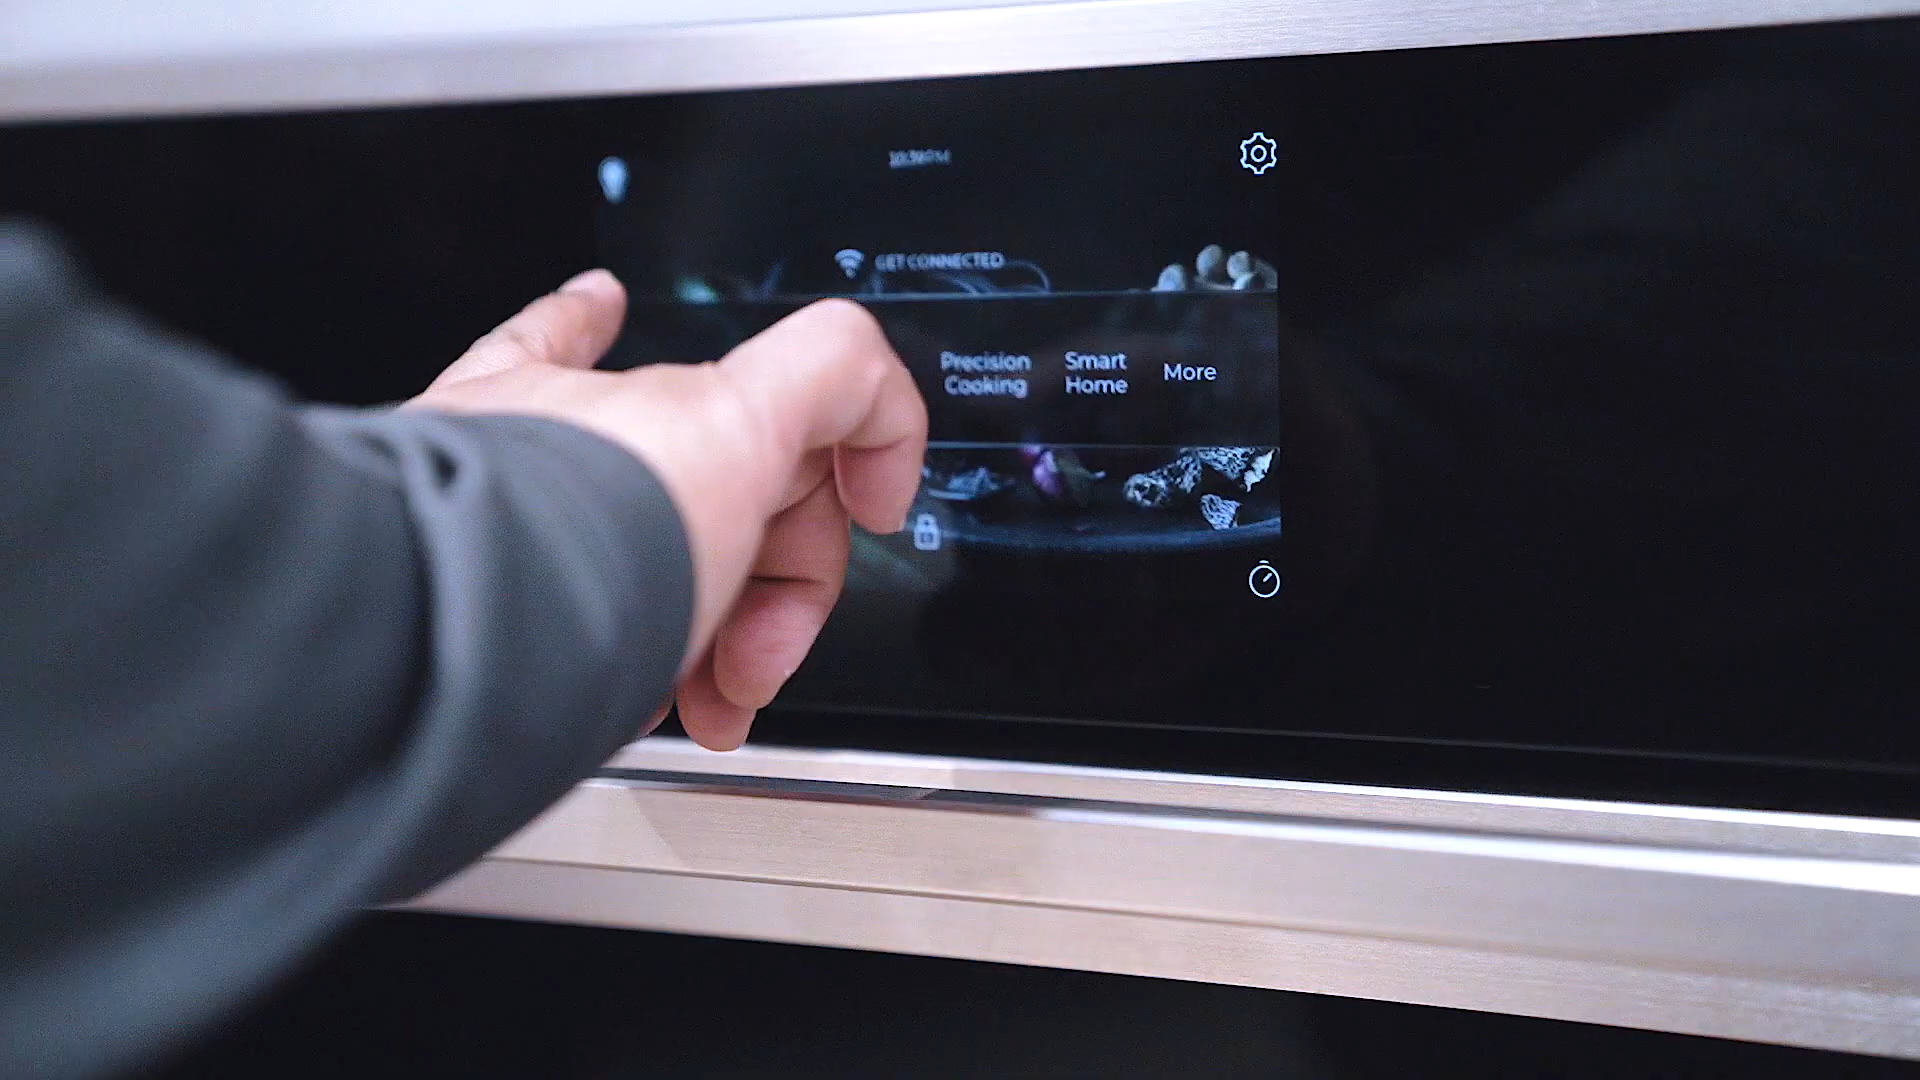 GET CONNECTED
Precision
Cooking
Smart
Home
More